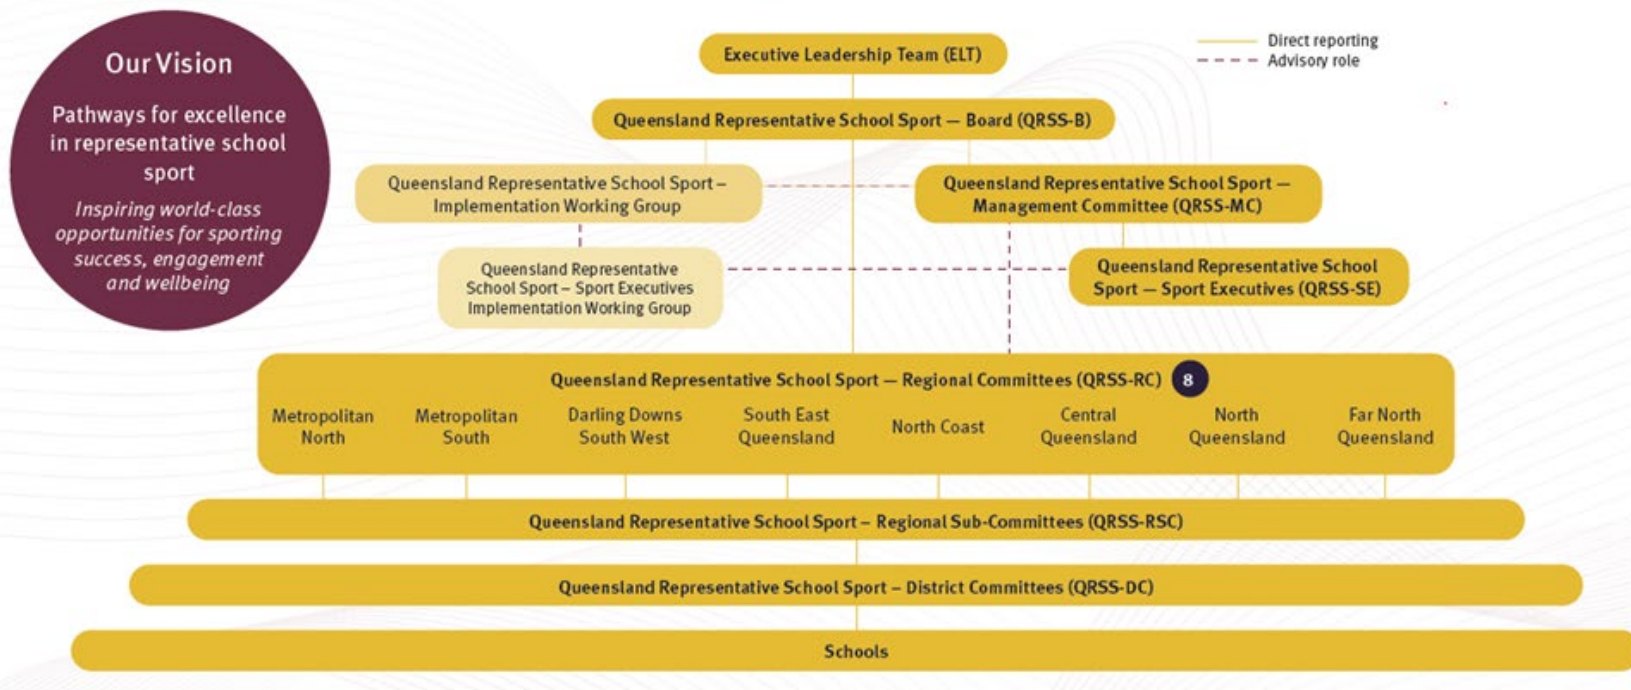 Our Vision
Pathways for excellence
in representative school
sport
Inspiring world-class
opportunities for sporting
success, engagement
and wellbeing
Direct reporting
Advisory role
Executive Leadership Team (ELT)
Queensland Representative School Sport — Board (QRSS-B)
Queensland Representative School Sport –
Implementation Working Group
Queensland Representative School Sport —
Management Committee (QRSS-MC)
Queensland Representative
School Sport – Sport Executives
Implementation Working Group
Queensland Representative School
Sport — Sport Executives (QRSS-SE)
Queensland Representative School Sport — Regional Committees (QRSS-RC) 8
Metropolitan
North
Metropolitan
South
Darling Downs
South West
South East
Queensland
North Coast
Central
Queensland
North
Queensland
Far North
Queensland
Queensland Representative School Sport – Regional Sub-Committees (QRSS-RSC)
Queensland Representative School Sport – District Committees (QRSS-DC)
Schools